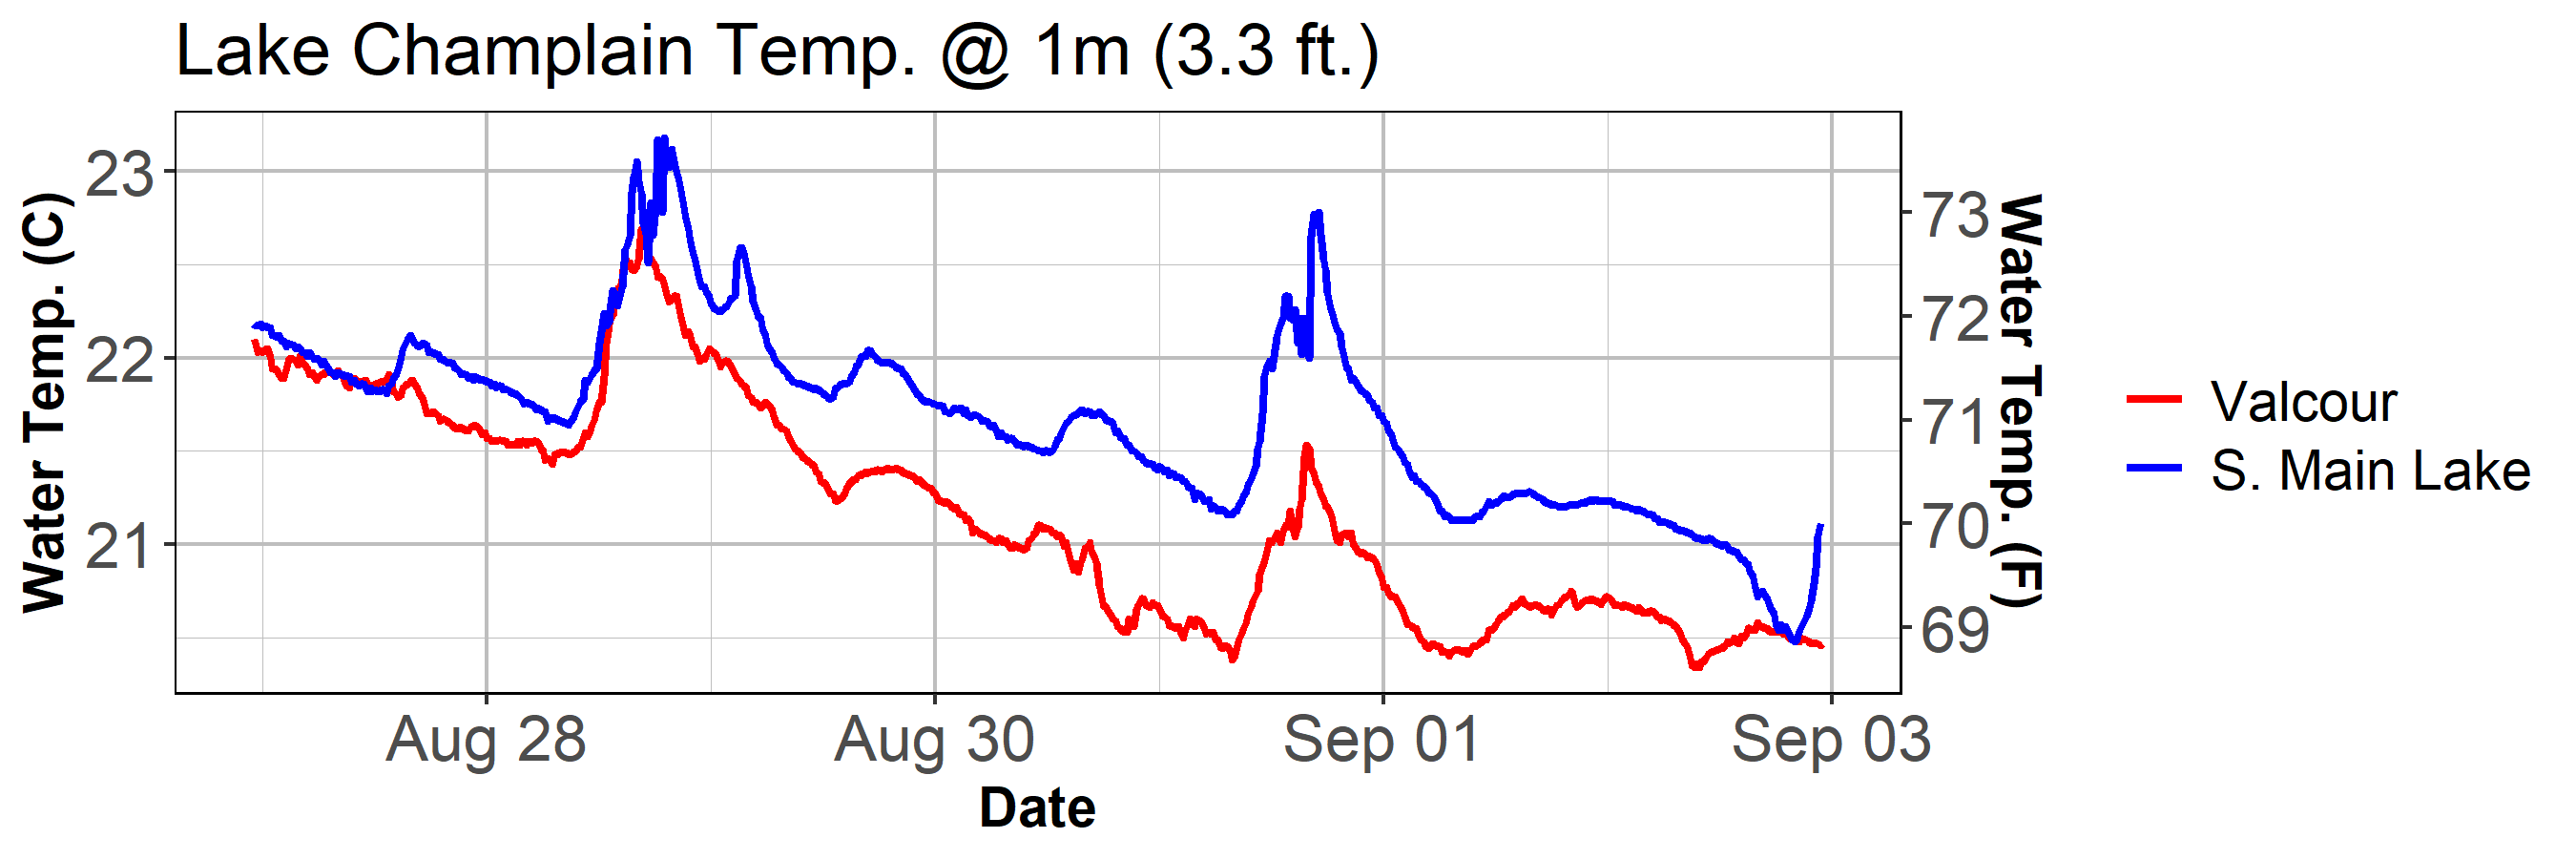 Lake Champlain Temp. @ 1m (3.3 ft.)
Water Temp. (C)
23
22
21
73
72
71
70
69
Water Temp. (F)
Aug 28
Aug 30
Sep 01
Sep 03
Date
Valcour
S. Main Lake